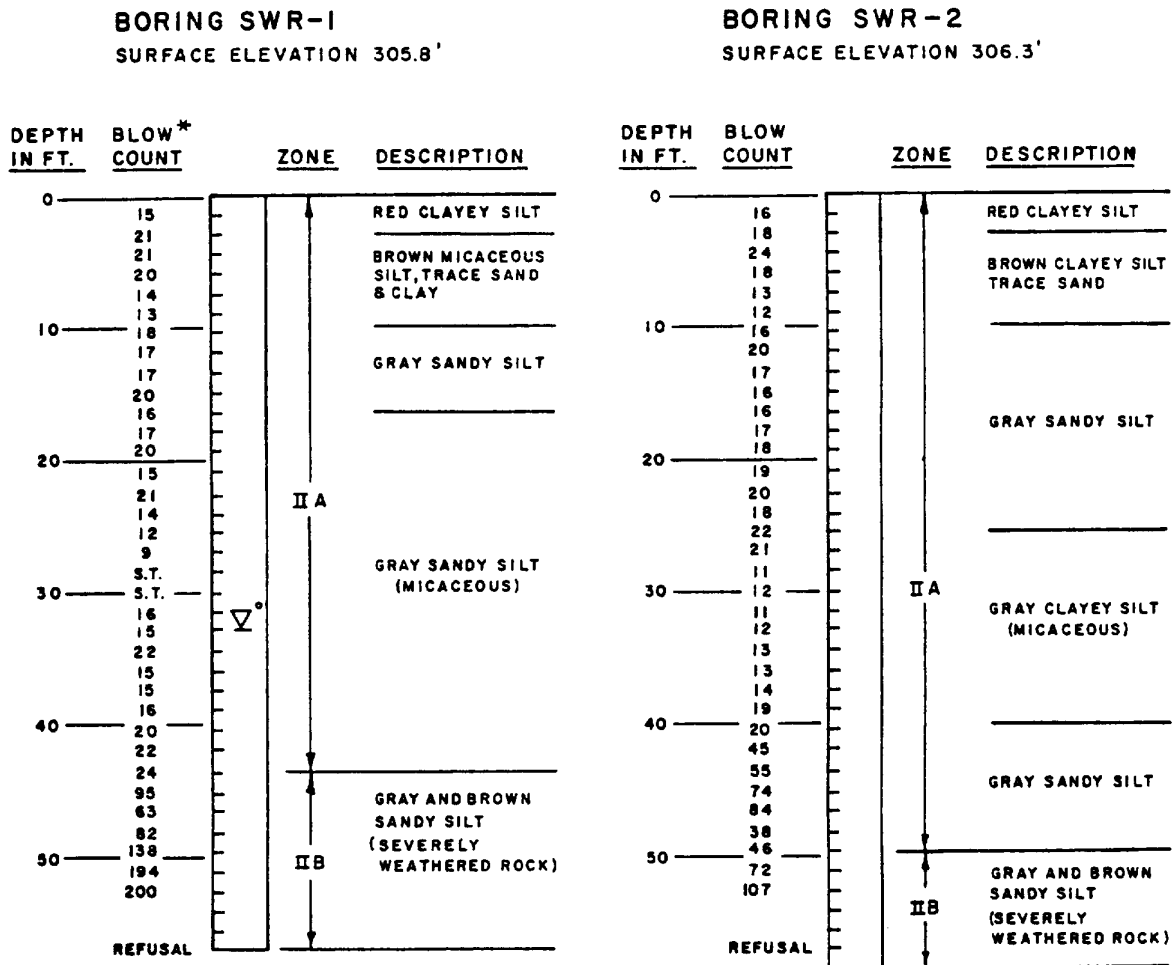 BORING SWR-1
SURFACE ELEVATION 305.8'
DEPTH IN FT.
BLOW* COUNT
ZONE
DESCRIPTION
0
15
21
21
20
14
13
10
18
17
17
20
16
17
20
20
15
21
14
12
9
S.T.
30
S.T.
16
15
22
15
15
16
40
20
22
24
95
63
82
138
50
194
200
REFUSAL
II A
II B
RED CLAYEY SILT
BROWN MICACEOUS
SILT, TRACE SAND
& CLAY
GRAY SANDY SILT
GRAY SANDY SILT
(MICACEOUS)
GRAY AND BROWN
SANDY SILT
(SEVERELY
WEATHERED ROCK)
BORING SWR-2
SURFACE ELEVATION 306.3'
DEPTH IN FT.
BLOW COUNT
ZONE
DESCRIPTION
0
16
18
24
18
13
12
10
16
20
17
16
16
17
18
20
19
20
18
22
21
11
30
12
11
12
13
13
14
19
40
20
45
55
74
84
38
46
50
72
107
REFUSAL
II A
II B
RED CLAYEY SILT
BROWN CLAYEY SILT
TRACE SAND
GRAY SANDY SILT
GRAY CLAYEY SILT
(MICACEOUS)
GRAY SANDY SILT
GRAY AND BROWN
SANDY SILT
(SEVERELY
WEATHERED ROCK)